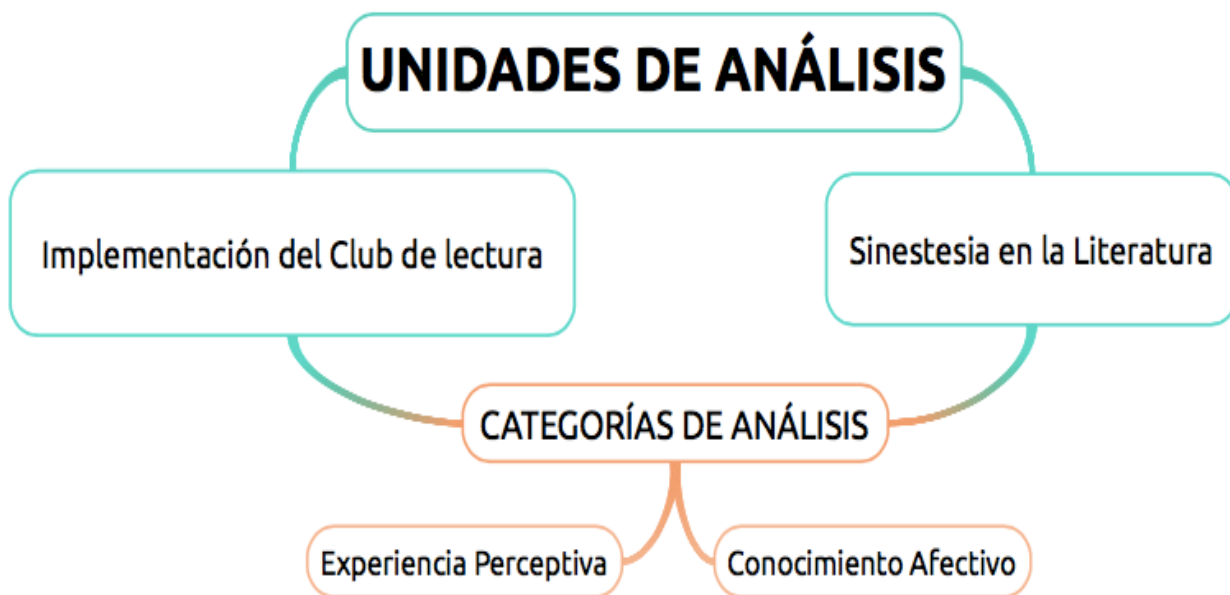 UNIDADES DE ANÁLISIS
Implementación del Club de lectura
Sinestesia en la Literatura
CATEGORÍAS DE ANÁLISIS
Experiencia Perceptiva
Conocimiento Afectivo